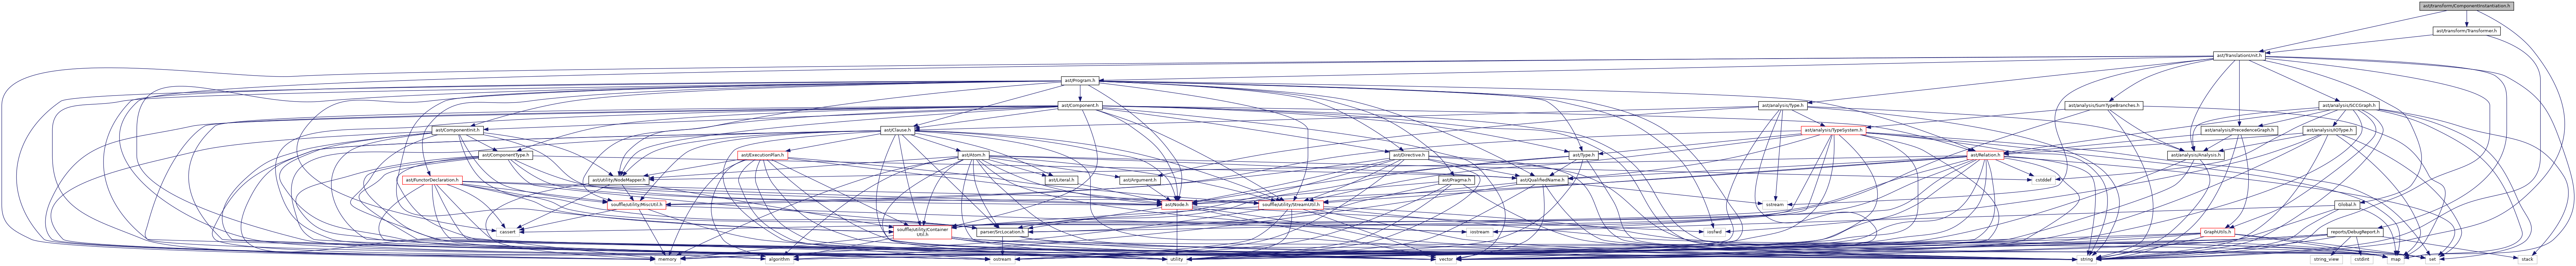 ast/transform/ComponentInstantiation.h
ast/transform/Transformer.h
ast/TranslationUnit.h
ast/Program.h
ast/Component.h
ast/analysis/Type.h
ast/analysis/SumTypeBranches.h
ast/analysis/SCCGraph.h
ast/ComponentInit.h
ast/Clause.h
ast/analysis/TypeSystem.h
ast/analysis/PrecedenceGraph.h
ast/analysis/IOType.h
ast/ComponentType.h
ast/ExecutionPlan.h
ast/Atom.h
ast/Directive.h
ast/Type.h
ast/Relation.h
ast/analysis/Analysis.h
ast/FunctorDeclaration.h
ast/utility/NodeMapper.h
ast/Literal.h
ast/Argument.h
ast/Pragma.h
ast/QualifiedName.h
cstddef
souffle/utility/MiscUtil.h
ast/Node.h
souffle/utility/StreamUtil.h
sstream
Global.h
cassert
souffle/utility/Container
Util.h
parser/SrcLocation.h
iostream
iosfwd
GraphUtils.h
reports/DebugReport.h
memory
algorithm
ostream
utility
vector
string
string_view
cstdint
map
set
stack